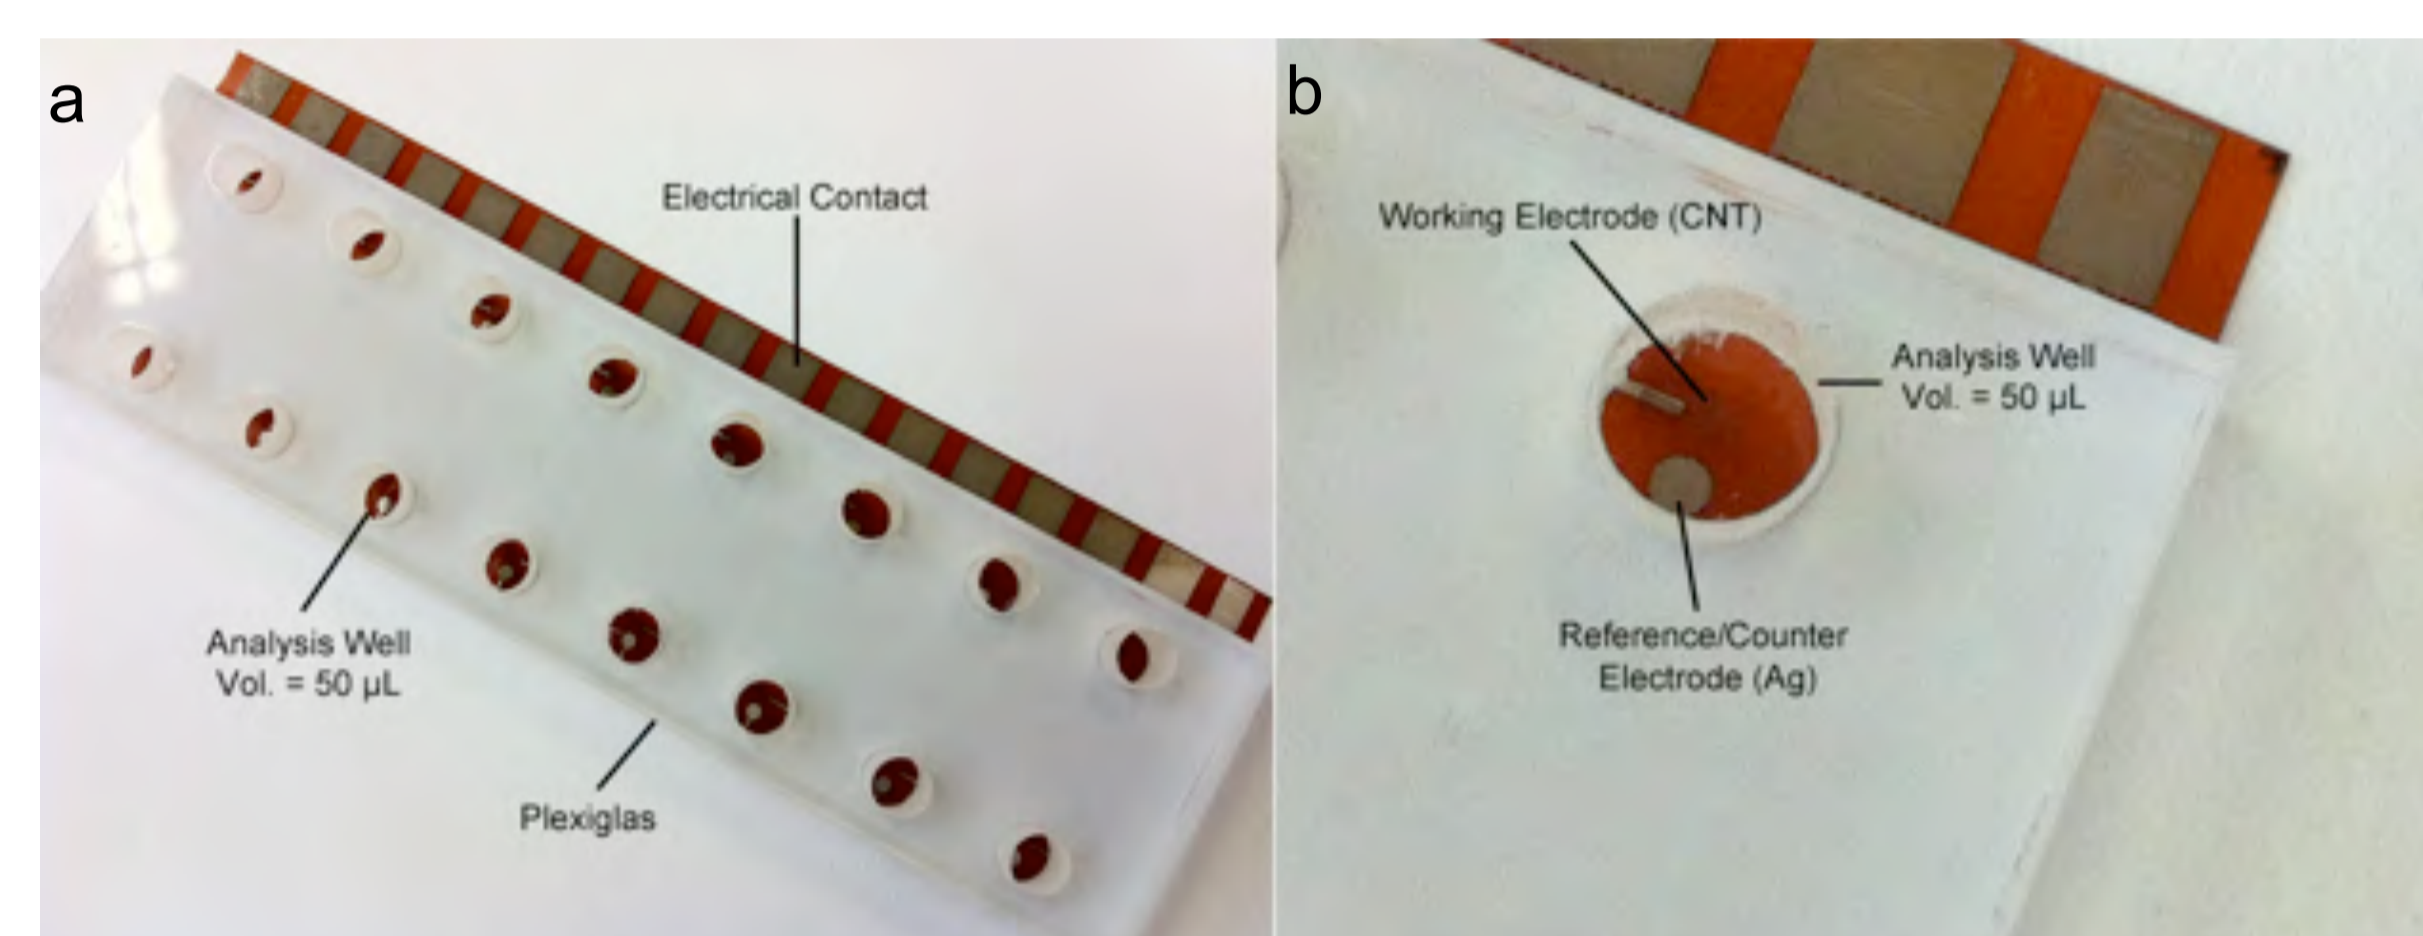 a
Electrical Contact
Analysis Well
Vol. = 50 µL
Plexiglas
b
Working Electrode (CNT)
Analysis Well
Vol. = 50 µL
Reference/Counter
Electrode (Ag)